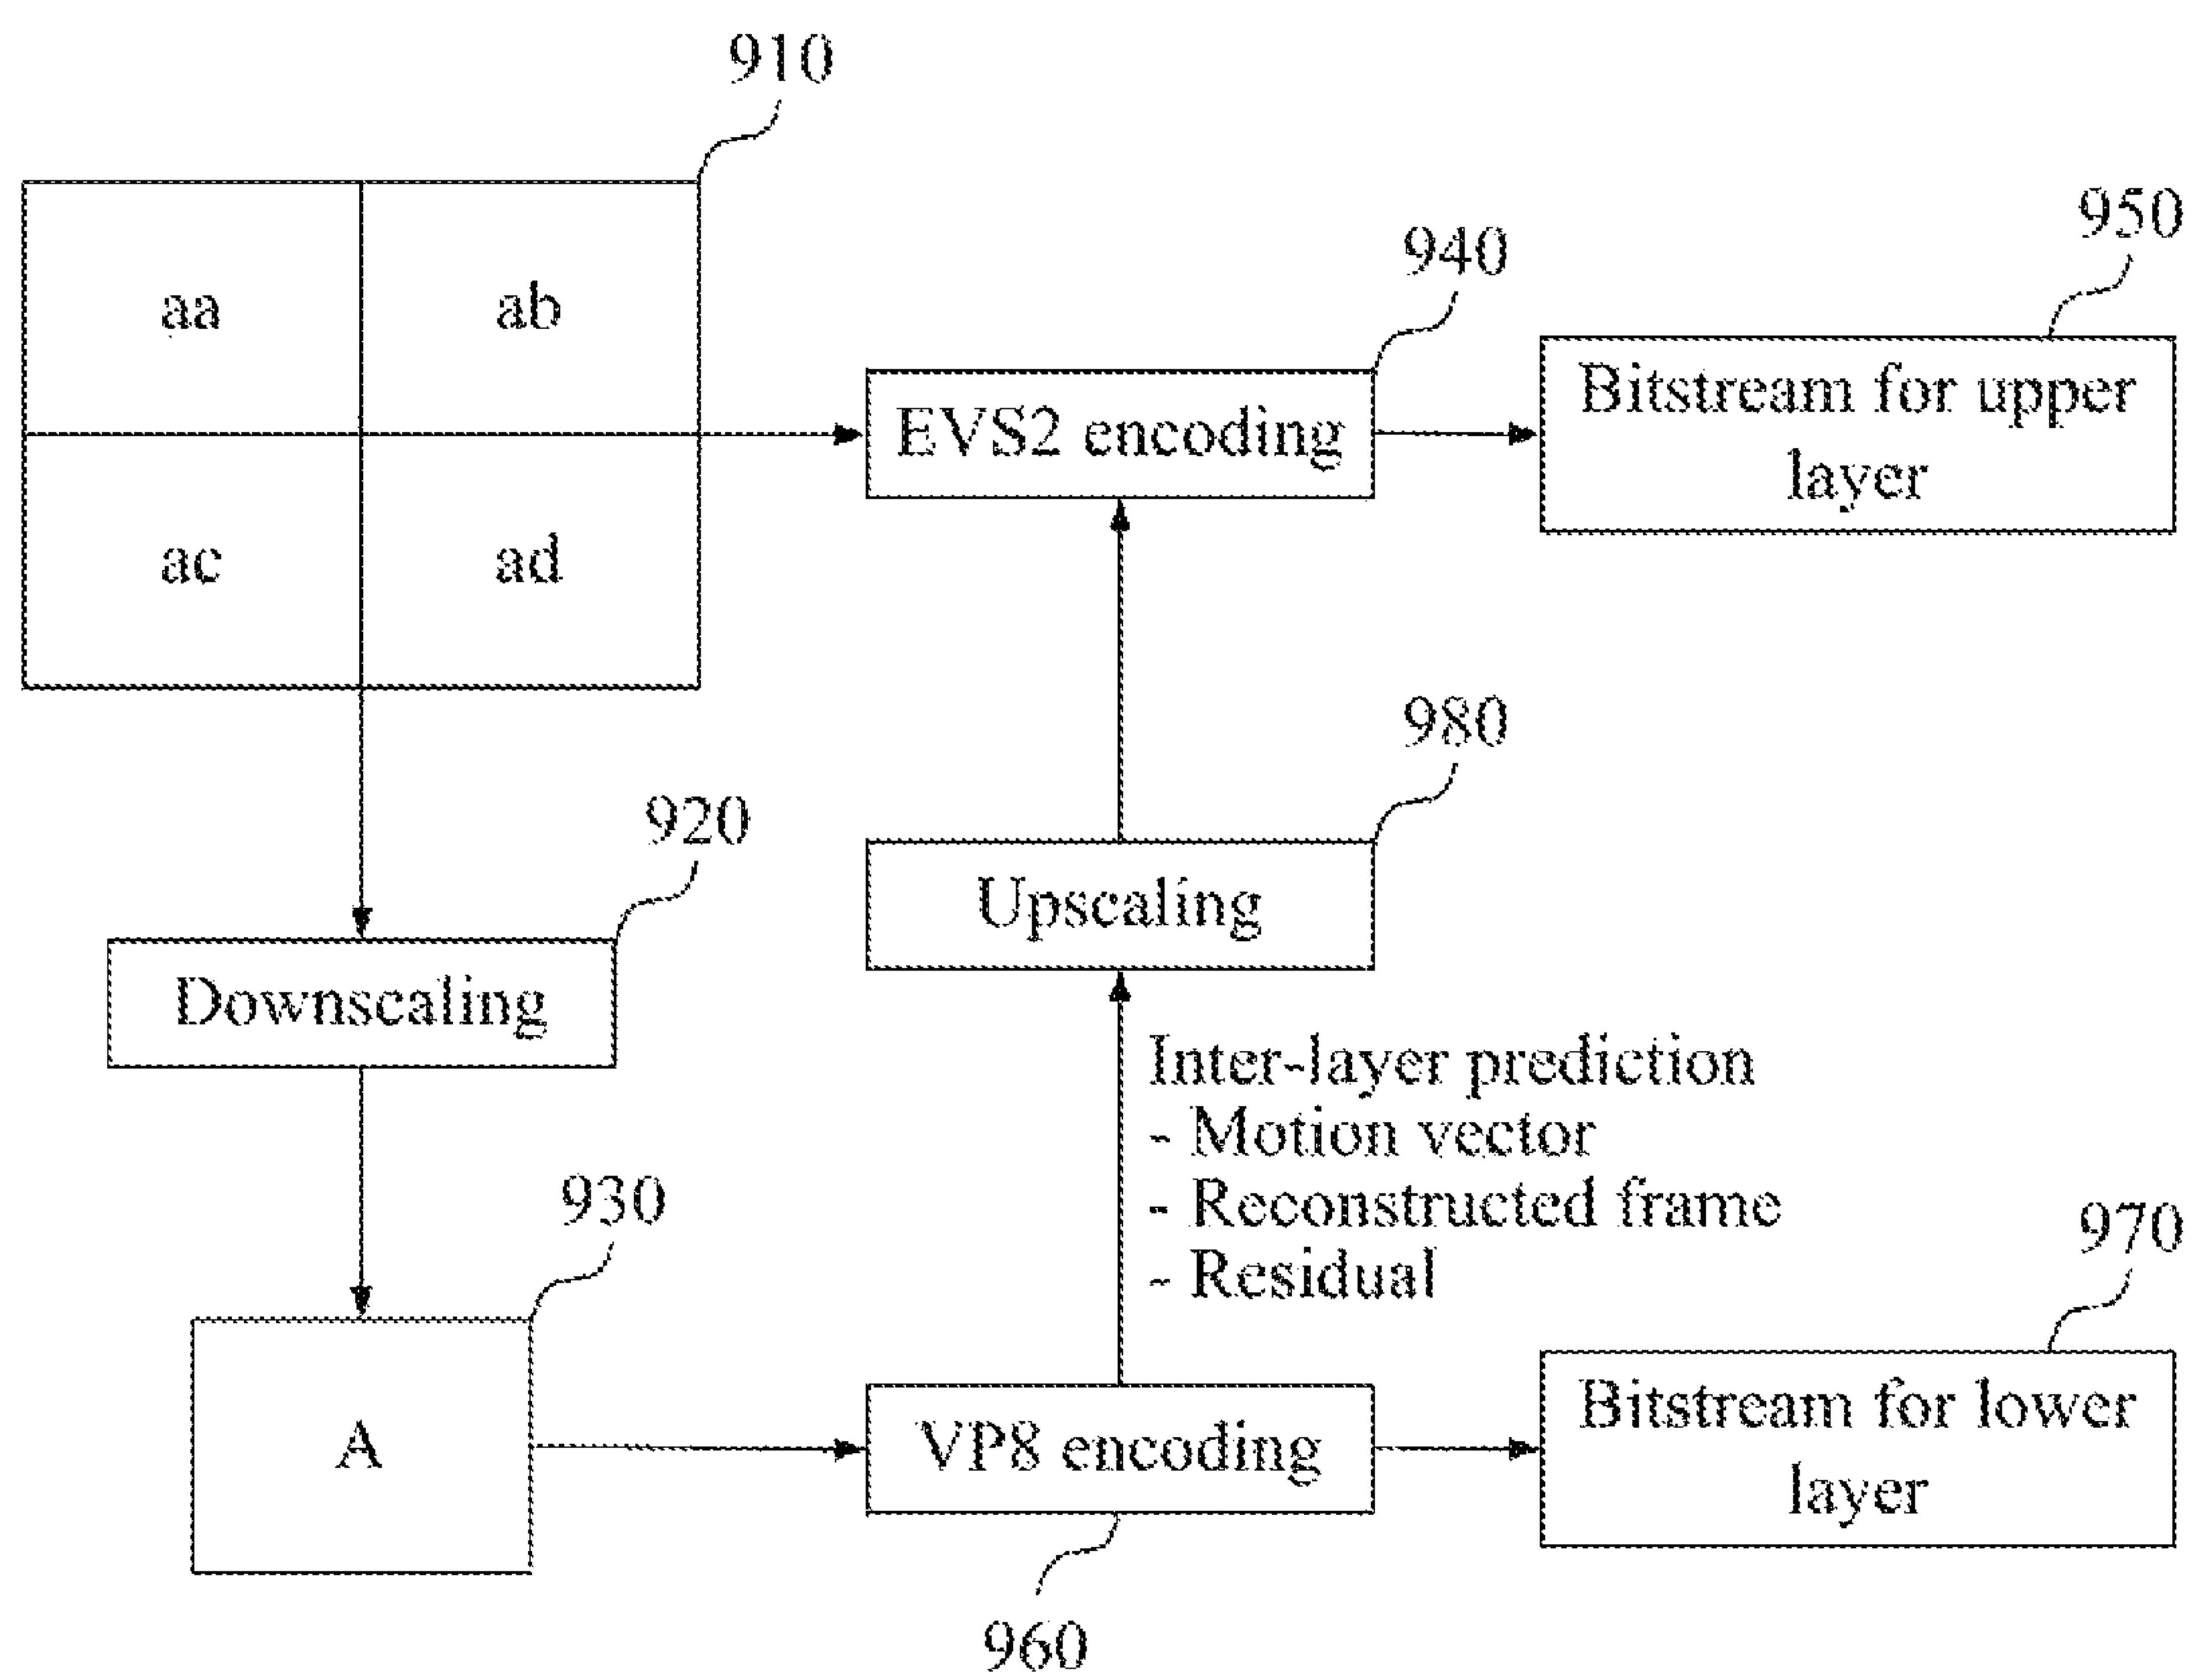 910
950
940
aa
ab
Bitstream for upper
layer
EVS2 encoding
ac
ad
980
920
Upscaling
Downscaling
Inter-layer prediction
- Motion vector
- Reconstructed frame
- Residual
930
970
A
VP8 encoding
Bitstream for lower
layer
960